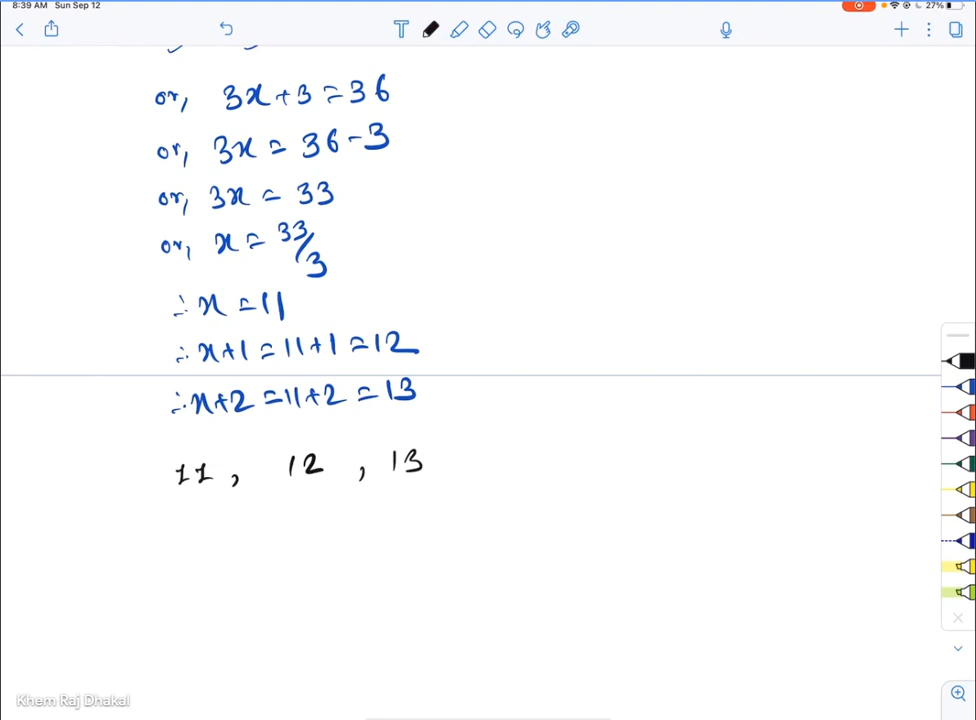 8:39 AM Sun Sep 12
27%
or, 3x+3=36
or, 3x = 36-3
or, 3x = 33
or, x = 33/3
∴ x = 11
∴ x+1 = 11+1 = 12
∴ x+2 = 11+2 = 13
11, 12, 13
Khem Raj Dhakal